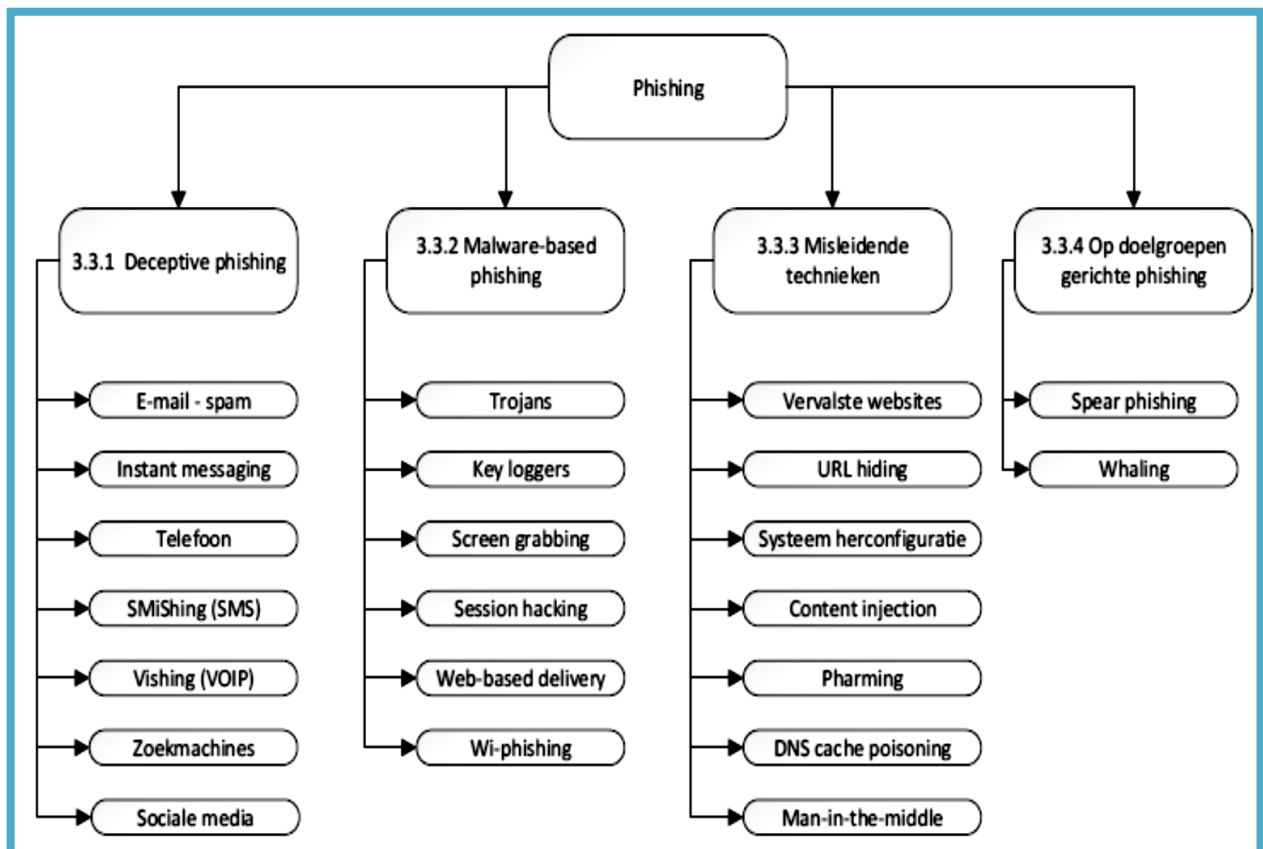 Phishing
3.3.1 Deceptive phishing
E-mail - spam
Instant messaging
Telefoon
SMiShing (SMS)
Vishing (VOIP)
Zoekmachines
Sociale media
3.3.2 Malware-based
phishing
Trojans
Key loggers
Screen grabbing
Session hacking
Web-based delivery
Wi-phishing
3.3.3 Misleidende
technieken
Vervalste websites
URL hiding
Systeem herconfiguratie
Content injection
Pharming
DNS cache poisoning
Man-in-the-middle
3.3.4 Op doelgroepen
gerichte phishing
Spear phishing
Whaling